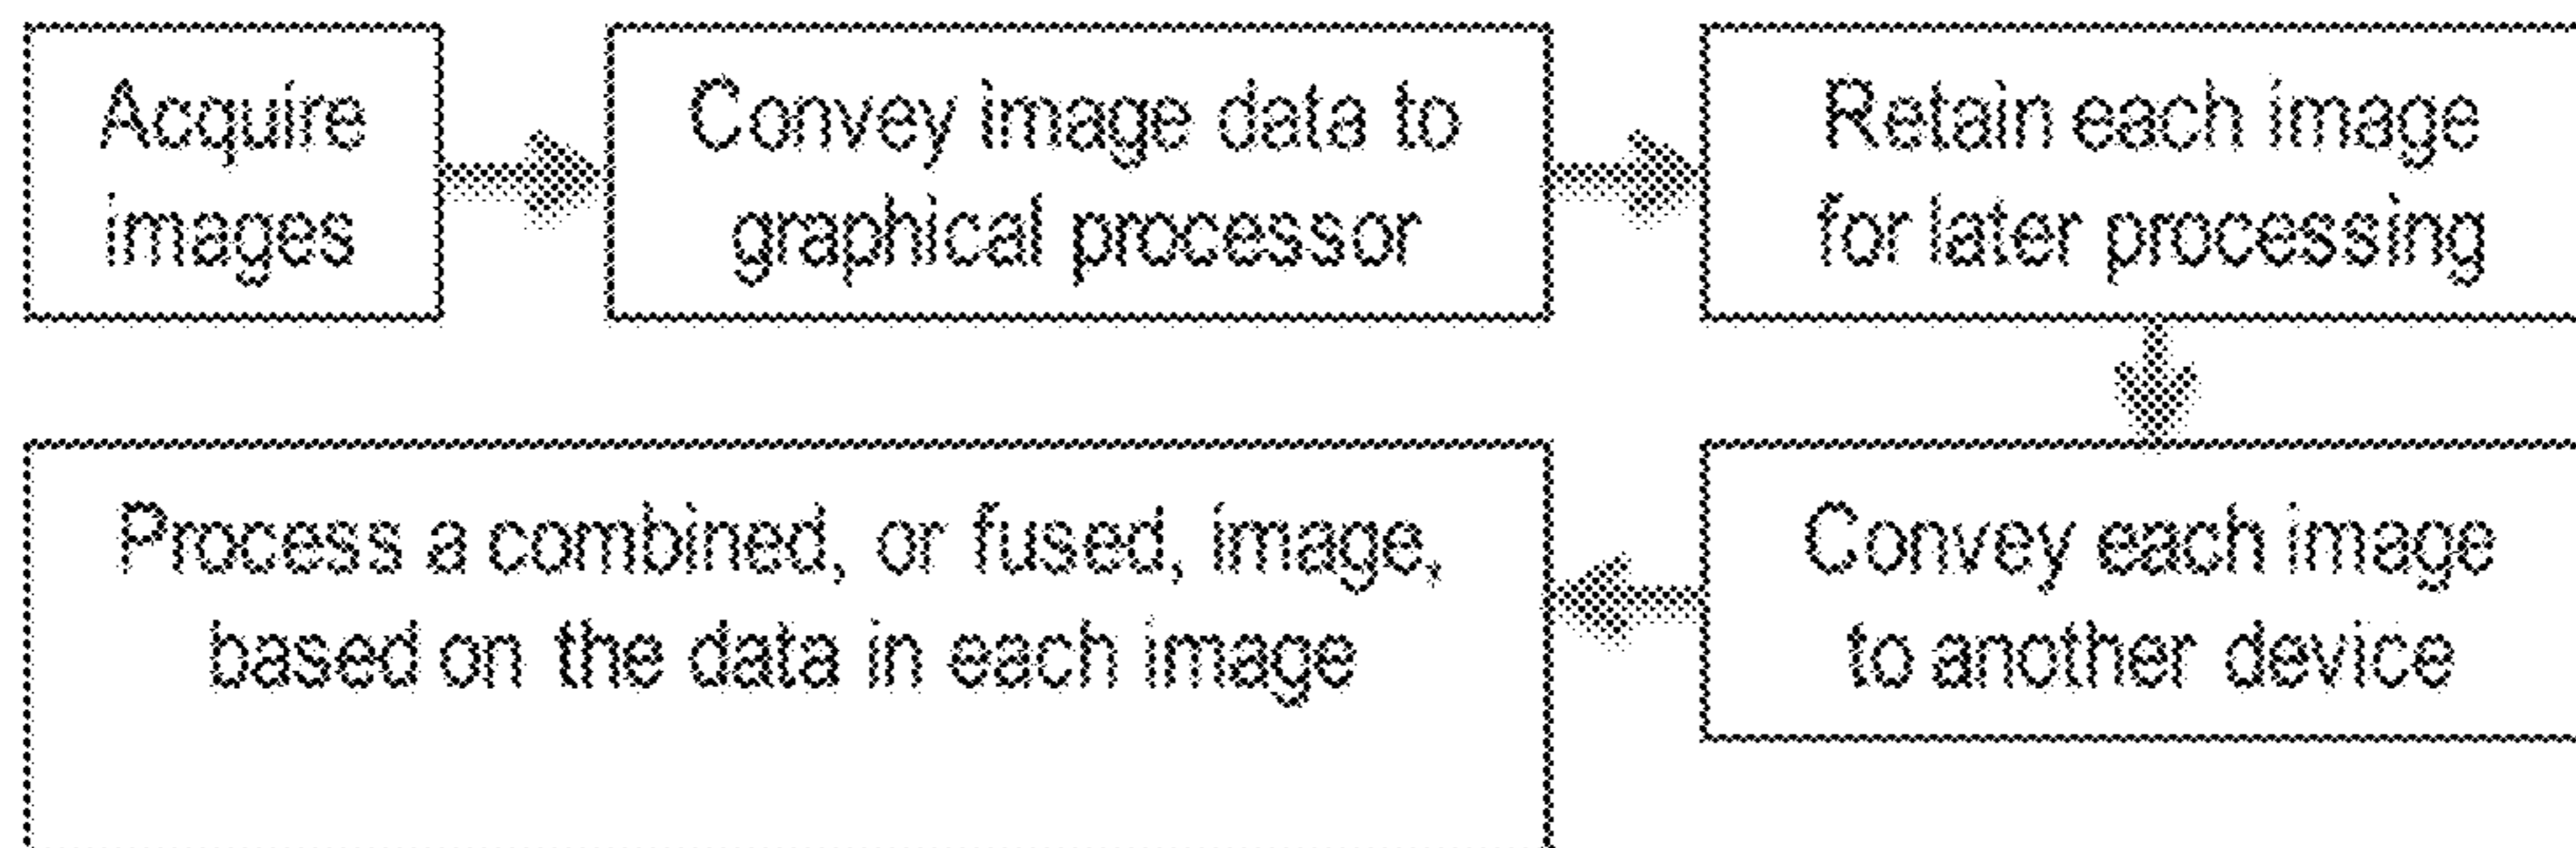 Acquire
images
Convey image data to
graphical processor
Retain each image
for later processing
Convey each image
to another device
Process a combined, or fused, image,
based on the data in each image